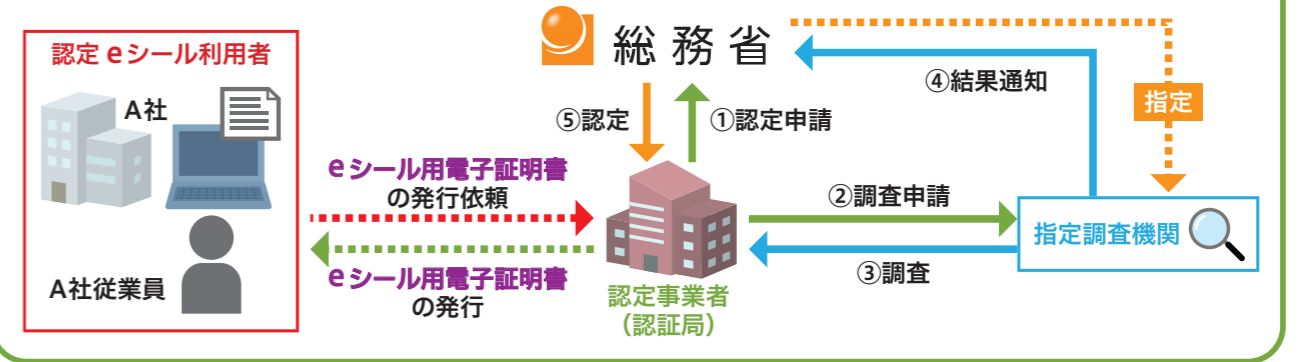 認定 eシール利用者
A社
A社従業員
総務省
⑤認定
①認定申請
④結果通知
指定
eシール用電子証明書
の発行依頼
eシール用電子証明書
の発行
認定事業者
（認証局）
②調査申請
③調査
指定調査機関